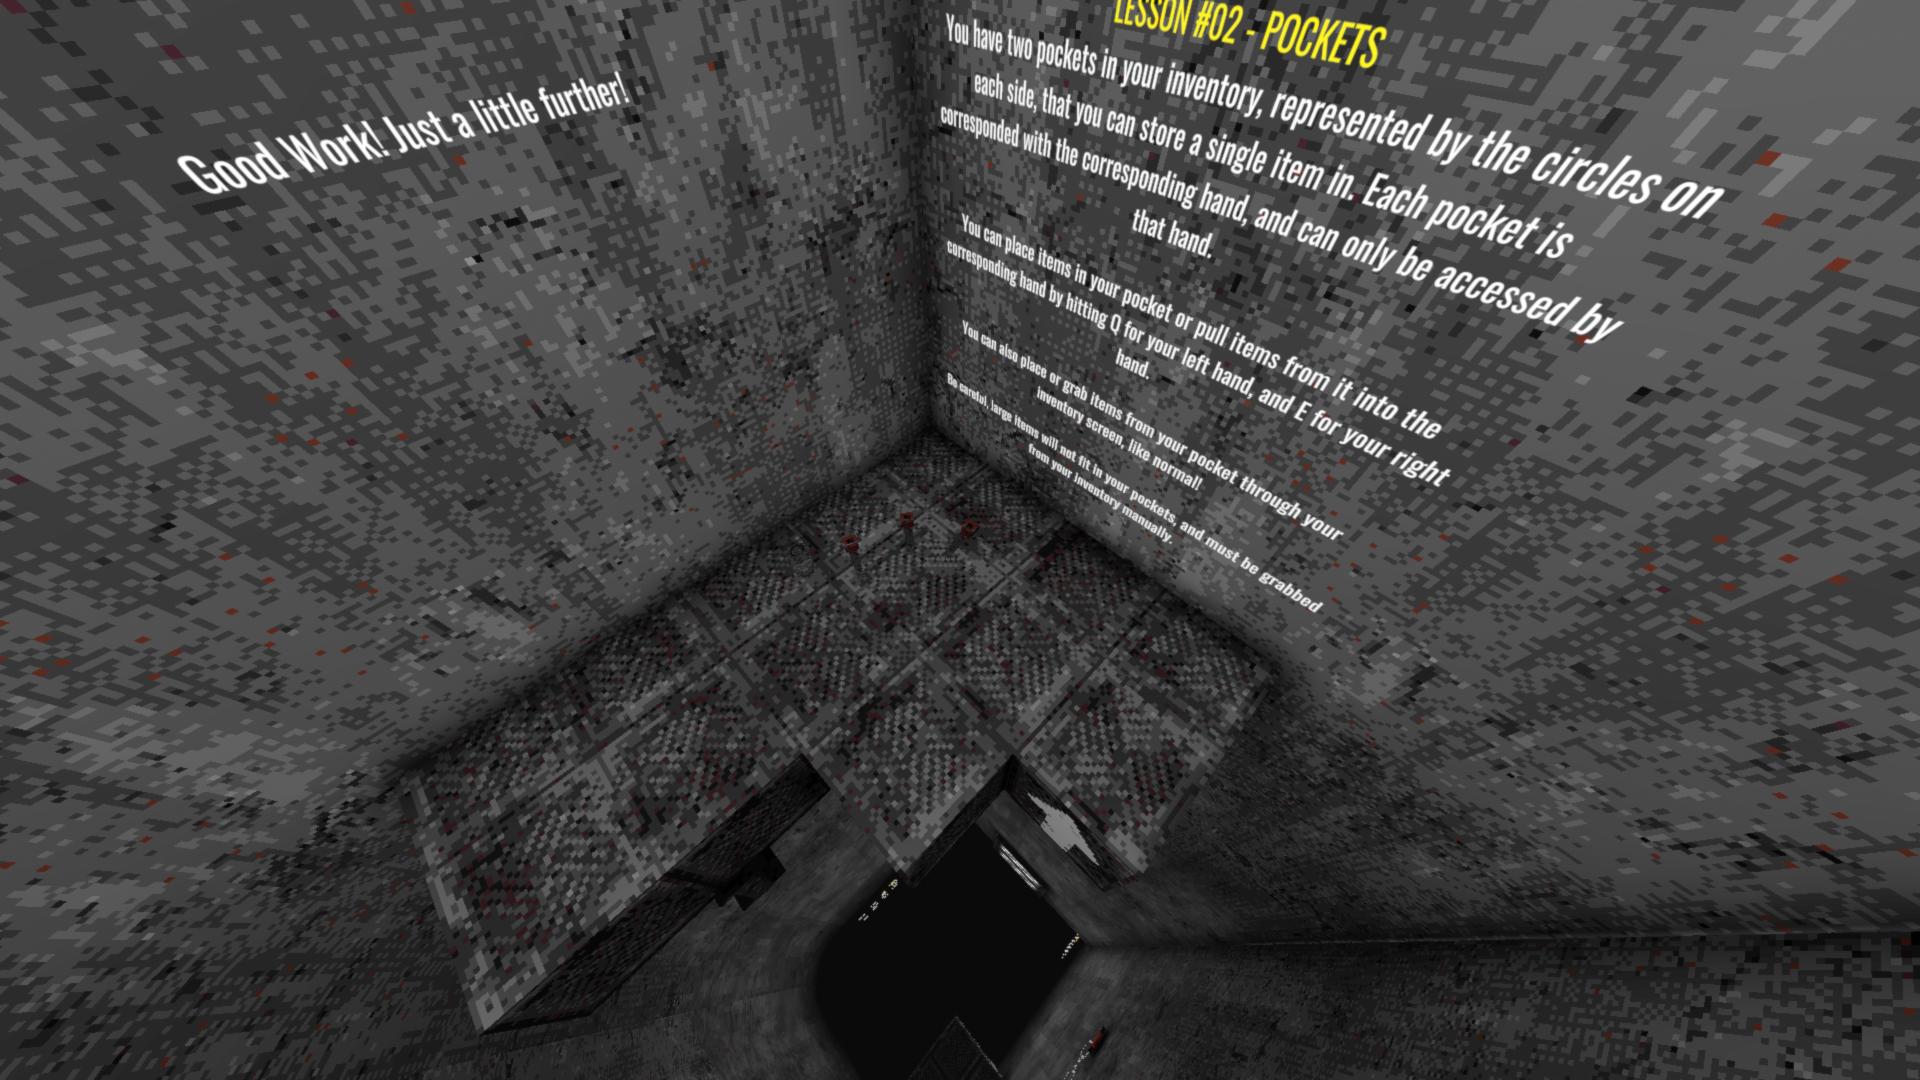 Good Work! Just a little further!
LESSON #02 - POCKETS
You have two pockets in your inventory, represented by the circles on
each side, that you can store a single item in. Each pocket is
corresponded with the corresponding hand, and can only be accessed by
that hand.
You can place items in your pocket or pull items from it into the
corresponding hand by hitting Q for your left hand, and E for your right
hand.
You can also place or grab items from your pocket through your
inventory screen, like normal!
Be careful, large items will not fit in your pockets, and must be grabbed
from your inventory manually.